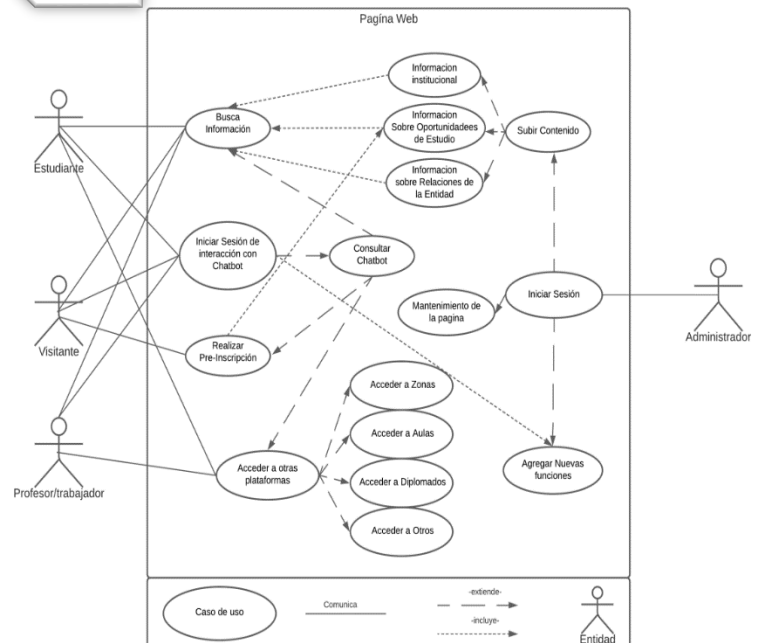 Pagína Web
Informacion
institucional
Busca
Información
Informacion
Sobre Oportunidadees
de Estudio
Subir Contenido
Estudiante
Informacion
sobre Relaciones de
la Entidad
Iniciar Sesión de
interacción con
Chatbot
Consultar
Chatbot
Iniciar Sesión
Mantenimiento de
la pagina
Administrador
Visitante
Realizar
Pre-Inscripción
Acceder a Zonas
Acceder a Aulas
Acceder a otras
plataformas
Agregar Nuevas
funciones
Acceder a Diplomados
Profesor/trabajador
Acceder a Otros
Caso de uso
Comunica
-extiende-
-incluye-
Entidad